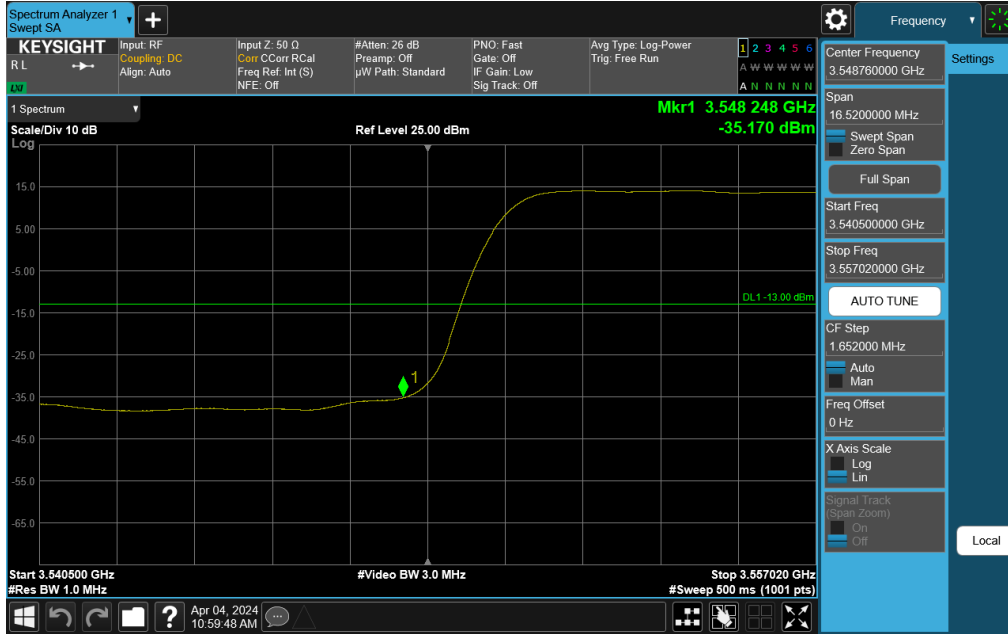 Spectrum Analyzer 1
Swept SA
+
Frequency
KEYSIGHT
R L
LXI
Input: RF
Coupling: DC
Align: Auto
Input Z: 50 Ω
Corr CCorr RCal
Freq Ref: Int (S)
NFE: Off
#Atten: 26 dB
Preamp: Off
µW Path: Standard
PNO: Fast
Gate: Off
IF Gain: Low
Sig Track: Off
Avg Type: Log-Power
Trig: Free Run
1 2 3 4 5 6
A W W W W W
A N N N N N
1 Spectrum
Scale/Div 10 dB
Log
Ref Level 25.00 dBm
Mkr1 3.548 248 GHz
-35.170 dBm
15.0
5.00
-5.00
DL1 -13.00 dBm
-15.0
-25.0
1
-35.0
-45.0
-55.0
-65.0
Start 3.540500 GHz
#Video BW 3.0 MHz
Stop 3.557020 GHz
#Res BW 1.0 MHz
#Sweep 500 ms (1001 pts)
?
Apr 04, 2024
10:59:48 AM
Center Frequency
3.548760000 GHz
Settings
Span
16.5200000 MHz
Swept Span
Zero Span
Full Span
Start Freq
3.540500000 GHz
Stop Freq
3.557020000 GHz
AUTO TUNE
CF Step
1.652000 MHz
Auto
Man
Freq Offset
0 Hz
X Axis Scale
Log
Lin
Signal Track
(Span Zoom)
On
Off
Local